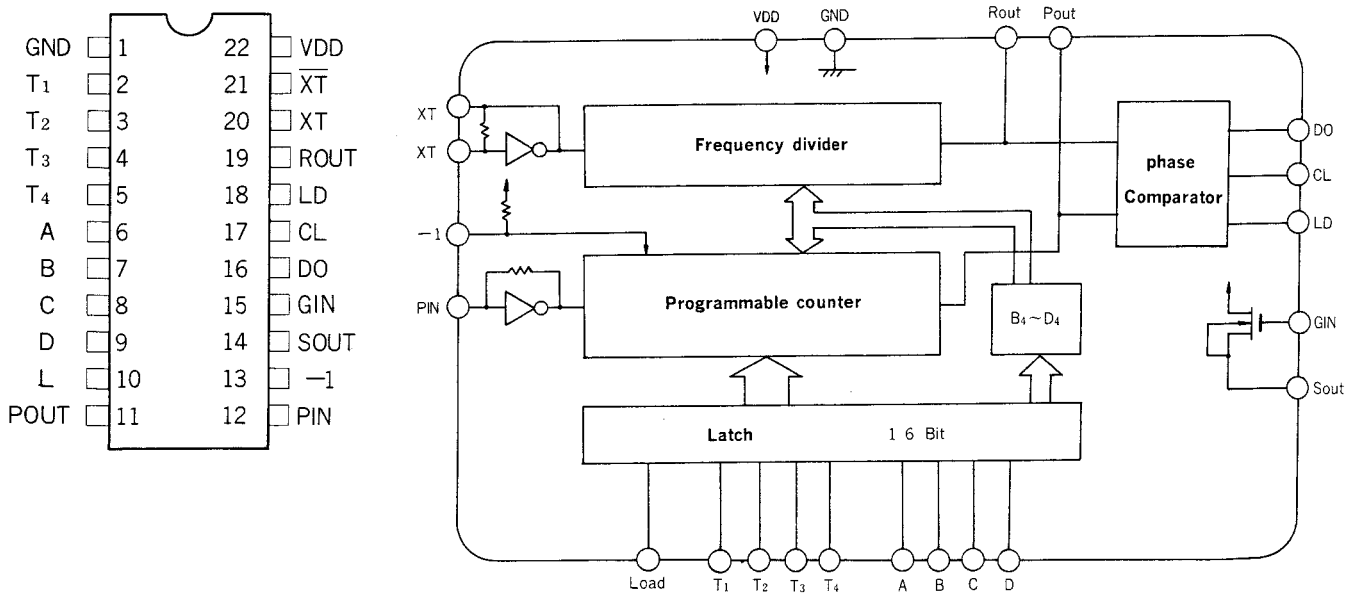 GND 1 22 VDD
T1 2 21 X̅T̅
T2 3 20 XT
T3 4 19 ROUT
T4 5 18 LD
A 6 17 CL
B 7 16 DO
C 8 15 GIN
D 9 14 SOUT
L 10 13 −1
POUT 11 12 PIN
VDD GND Rout Pout
XT
XT
−1
PIN
Frequency divider
Programmable counter
B4~D4
phase
Comparator
DO
CL
LD
GIN
Sout
Latch 16 Bit
Load T1 T2 T3 T4 A B C D